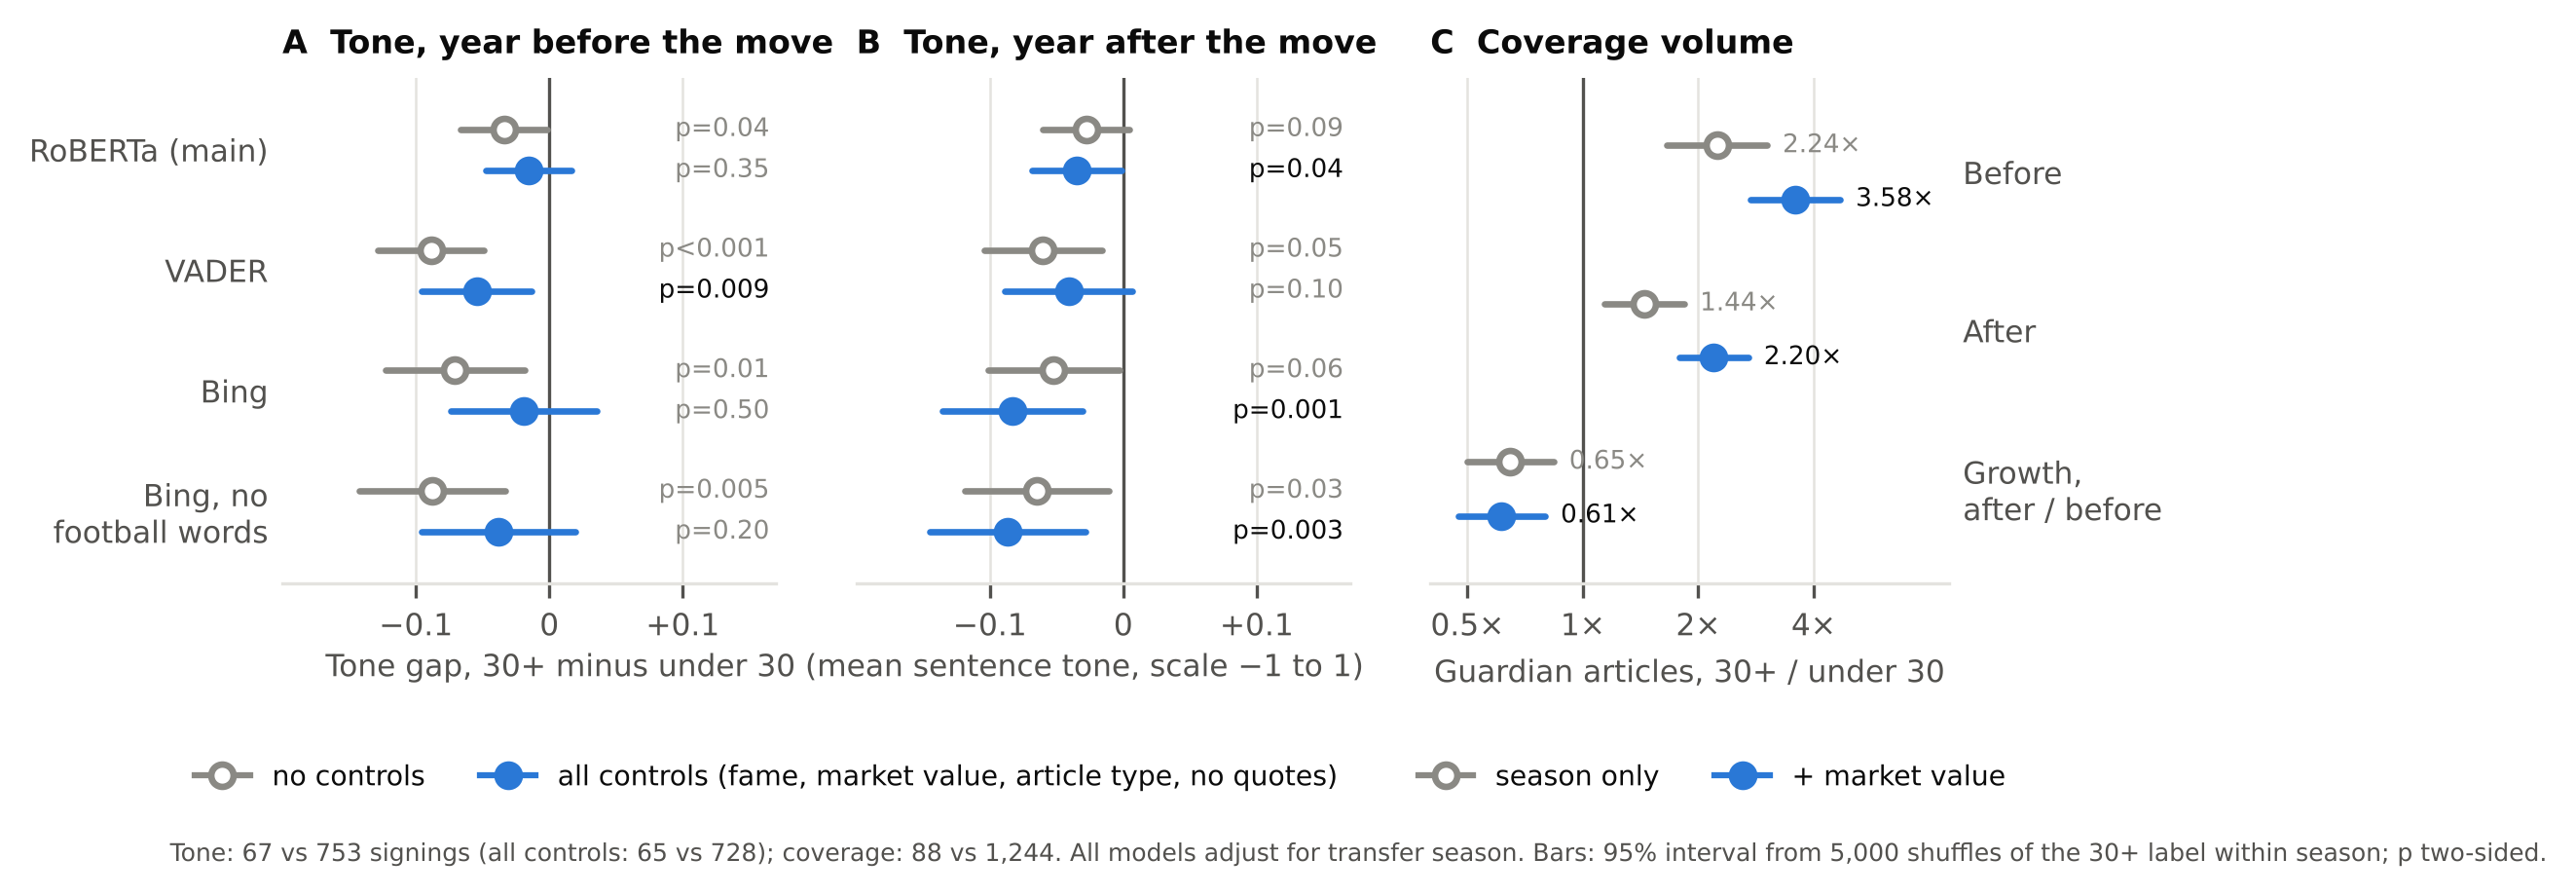 A Tone, year before the move
B Tone, year after the move
C Coverage volume
RoBERTa (main)
p=0.04
p=0.35
p=0.09
p=0.04
VADER
p<0.001
p=0.009
p=0.05
p=0.10
Bing
p=0.01
p=0.50
p=0.06
p=0.001
Bing, no
football words
p=0.005
p=0.20
p=0.03
p=0.003
2.24×
3.58×
Before
1.44×
2.20×
After
0.65×
0.61×
Growth,
after / before
−0.1 0 +0.1
−0.1 0 +0.1
0.5× 1× 2× 4×
Tone gap, 30+ minus under 30 (mean sentence tone, scale −1 to 1)
Guardian articles, 30+ / under 30
no controls
all controls (fame, market value, article type, no quotes)
season only
+ market value
Tone: 67 vs 753 signings (all controls: 65 vs 728); coverage: 88 vs 1,244. All models adjust for transfer season. Bars: 95% interval from 5,000 shuffles of the 30+ label within season; p two-sided.